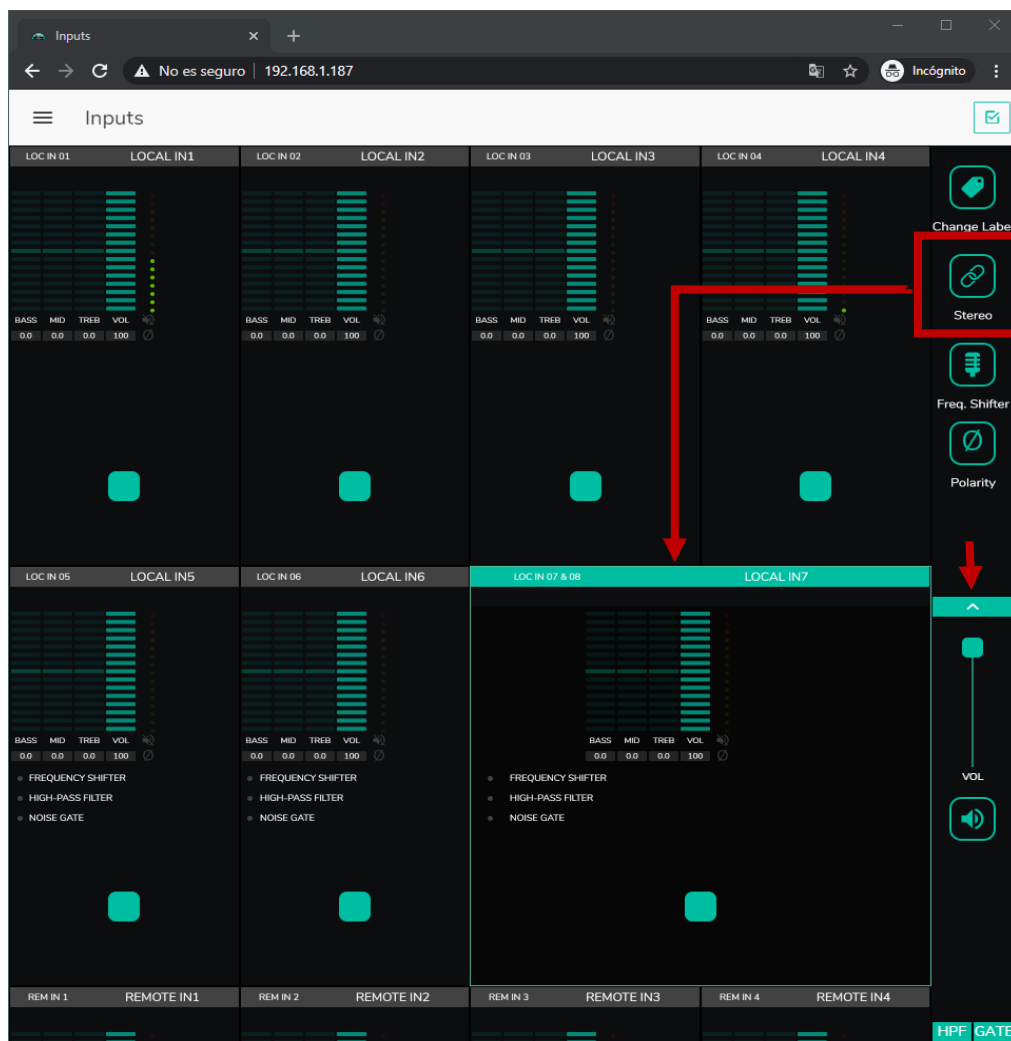 Inputs
No es seguro 192.168.1.187 Incógnito
Inputs
LOC IN 01 LOCAL IN1 LOC IN 02 LOCAL IN2 LOC IN 03 LOCAL IN3 LOC IN 04 LOCAL IN4
Change Labe
Stereo
BASS MID TREB VOL BASS MID TREB VOL BASS MID TREB VOL BASS MID TREB VOL
0.0 0.0 0.0 100 0.0 0.0 0.0 100 0.0 0.0 0.0 100 0.0 0.0 0.0 100
Freq. Shifter
Polarity
LOC IN 05 LOCAL IN5 LOC IN 06 LOCAL IN6 LOC IN 07 & 08 LOCAL IN7
BASS MID TREB VOL BASS MID TREB VOL BASS MID TREB VOL
0.0 0.0 0.0 100 0.0 0.0 0.0 100 0.0 0.0 0.0 100
FREQUENCY SHIFTER FREQUENCY SHIFTER FREQUENCY SHIFTER
VOL
HIGH-PASS FILTER HIGH-PASS FILTER HIGH-PASS FILTER
NOISE GATE NOISE GATE NOISE GATE
REM IN 1 REMOTE IN1 REM IN 2 REMOTE IN2 REM IN 3 REMOTE IN3 REM IN 4 REMOTE IN4
HPF GATE